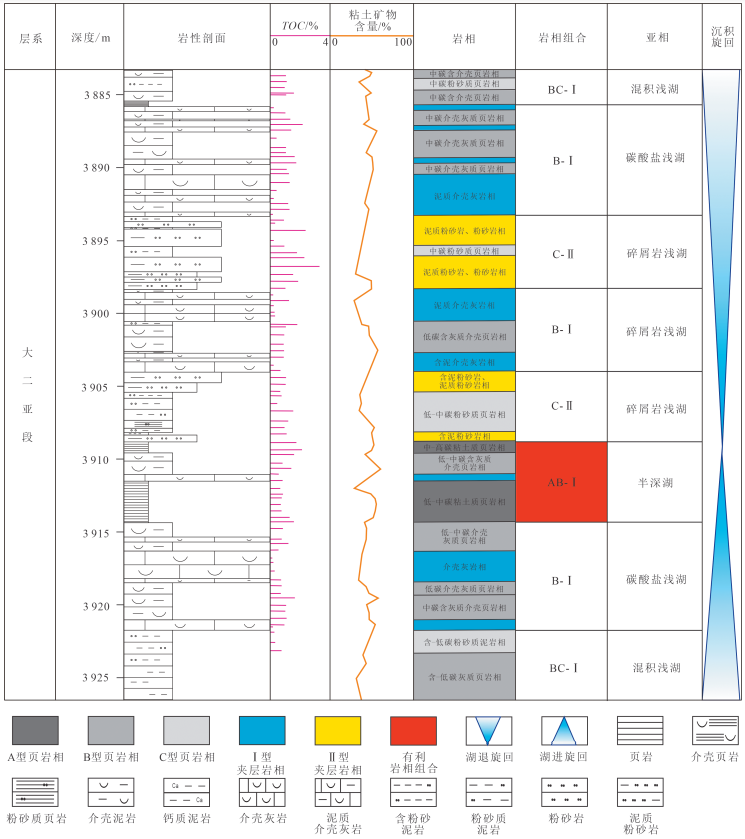 层系 深度/m 岩性剖面 TOC/% 0 4 粘土矿物含量/% 0 100 岩相 岩相组合 亚相 沉积旋回
大二亚段
3 885
3 890
3 895
3 900
3 905
3 910
3 915
3 920
3 925
中碳含介壳页岩相
中碳粉砂质页岩相
中碳含介壳页岩相
中碳介壳灰质页岩相
中碳介壳灰质页岩相
中碳介壳灰质页岩相
泥质介壳灰岩相
泥质粉砂岩、粉砂岩相
中碳粉砂质页岩相
泥质粉砂岩、粉砂岩相
泥质介壳灰岩相
低碳含灰质介壳页岩相
含泥介壳灰岩相
含泥粉砂岩、
泥质粉砂岩相
低-中碳粉砂质页岩相
含泥粉砂岩相
中-高碳粘土质页岩相
低-中碳含灰质
介壳页岩相
低-中碳粘土质页岩相
低-中碳介壳
灰质页岩相
介壳灰岩相
低碳介壳灰质页岩相
中碳含灰质介壳页岩相
含-低碳粉砂质泥岩相
含-低碳灰质页岩相
BC-Ⅰ 混积浅湖
B-Ⅰ 碳酸盐浅湖
C-Ⅱ 碎屑岩浅湖
B-Ⅰ 碎屑岩浅湖
C-Ⅱ 碎屑岩浅湖
AB-Ⅰ 半深湖
B-Ⅰ 碳酸盐浅湖
BC-Ⅰ 混积浅湖
A型页岩相 B型页岩相 C型页岩相 Ⅰ型夹层岩相 Ⅱ型夹层岩相 有利岩相组合 湖退旋回 湖进旋回 页岩 介壳页岩
Ca Ca
粉砂质页岩 介壳泥岩 钙质泥岩 介壳灰岩 泥质介壳灰岩 含粉砂泥岩 粉砂质泥岩 粉砂岩 泥质粉砂岩